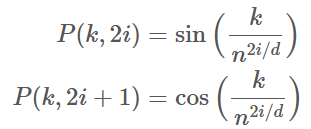 P(k, 2i) = sin(k/n^{2i/d})
P(k, 2i + 1) = cos(k/n^{2i/d})